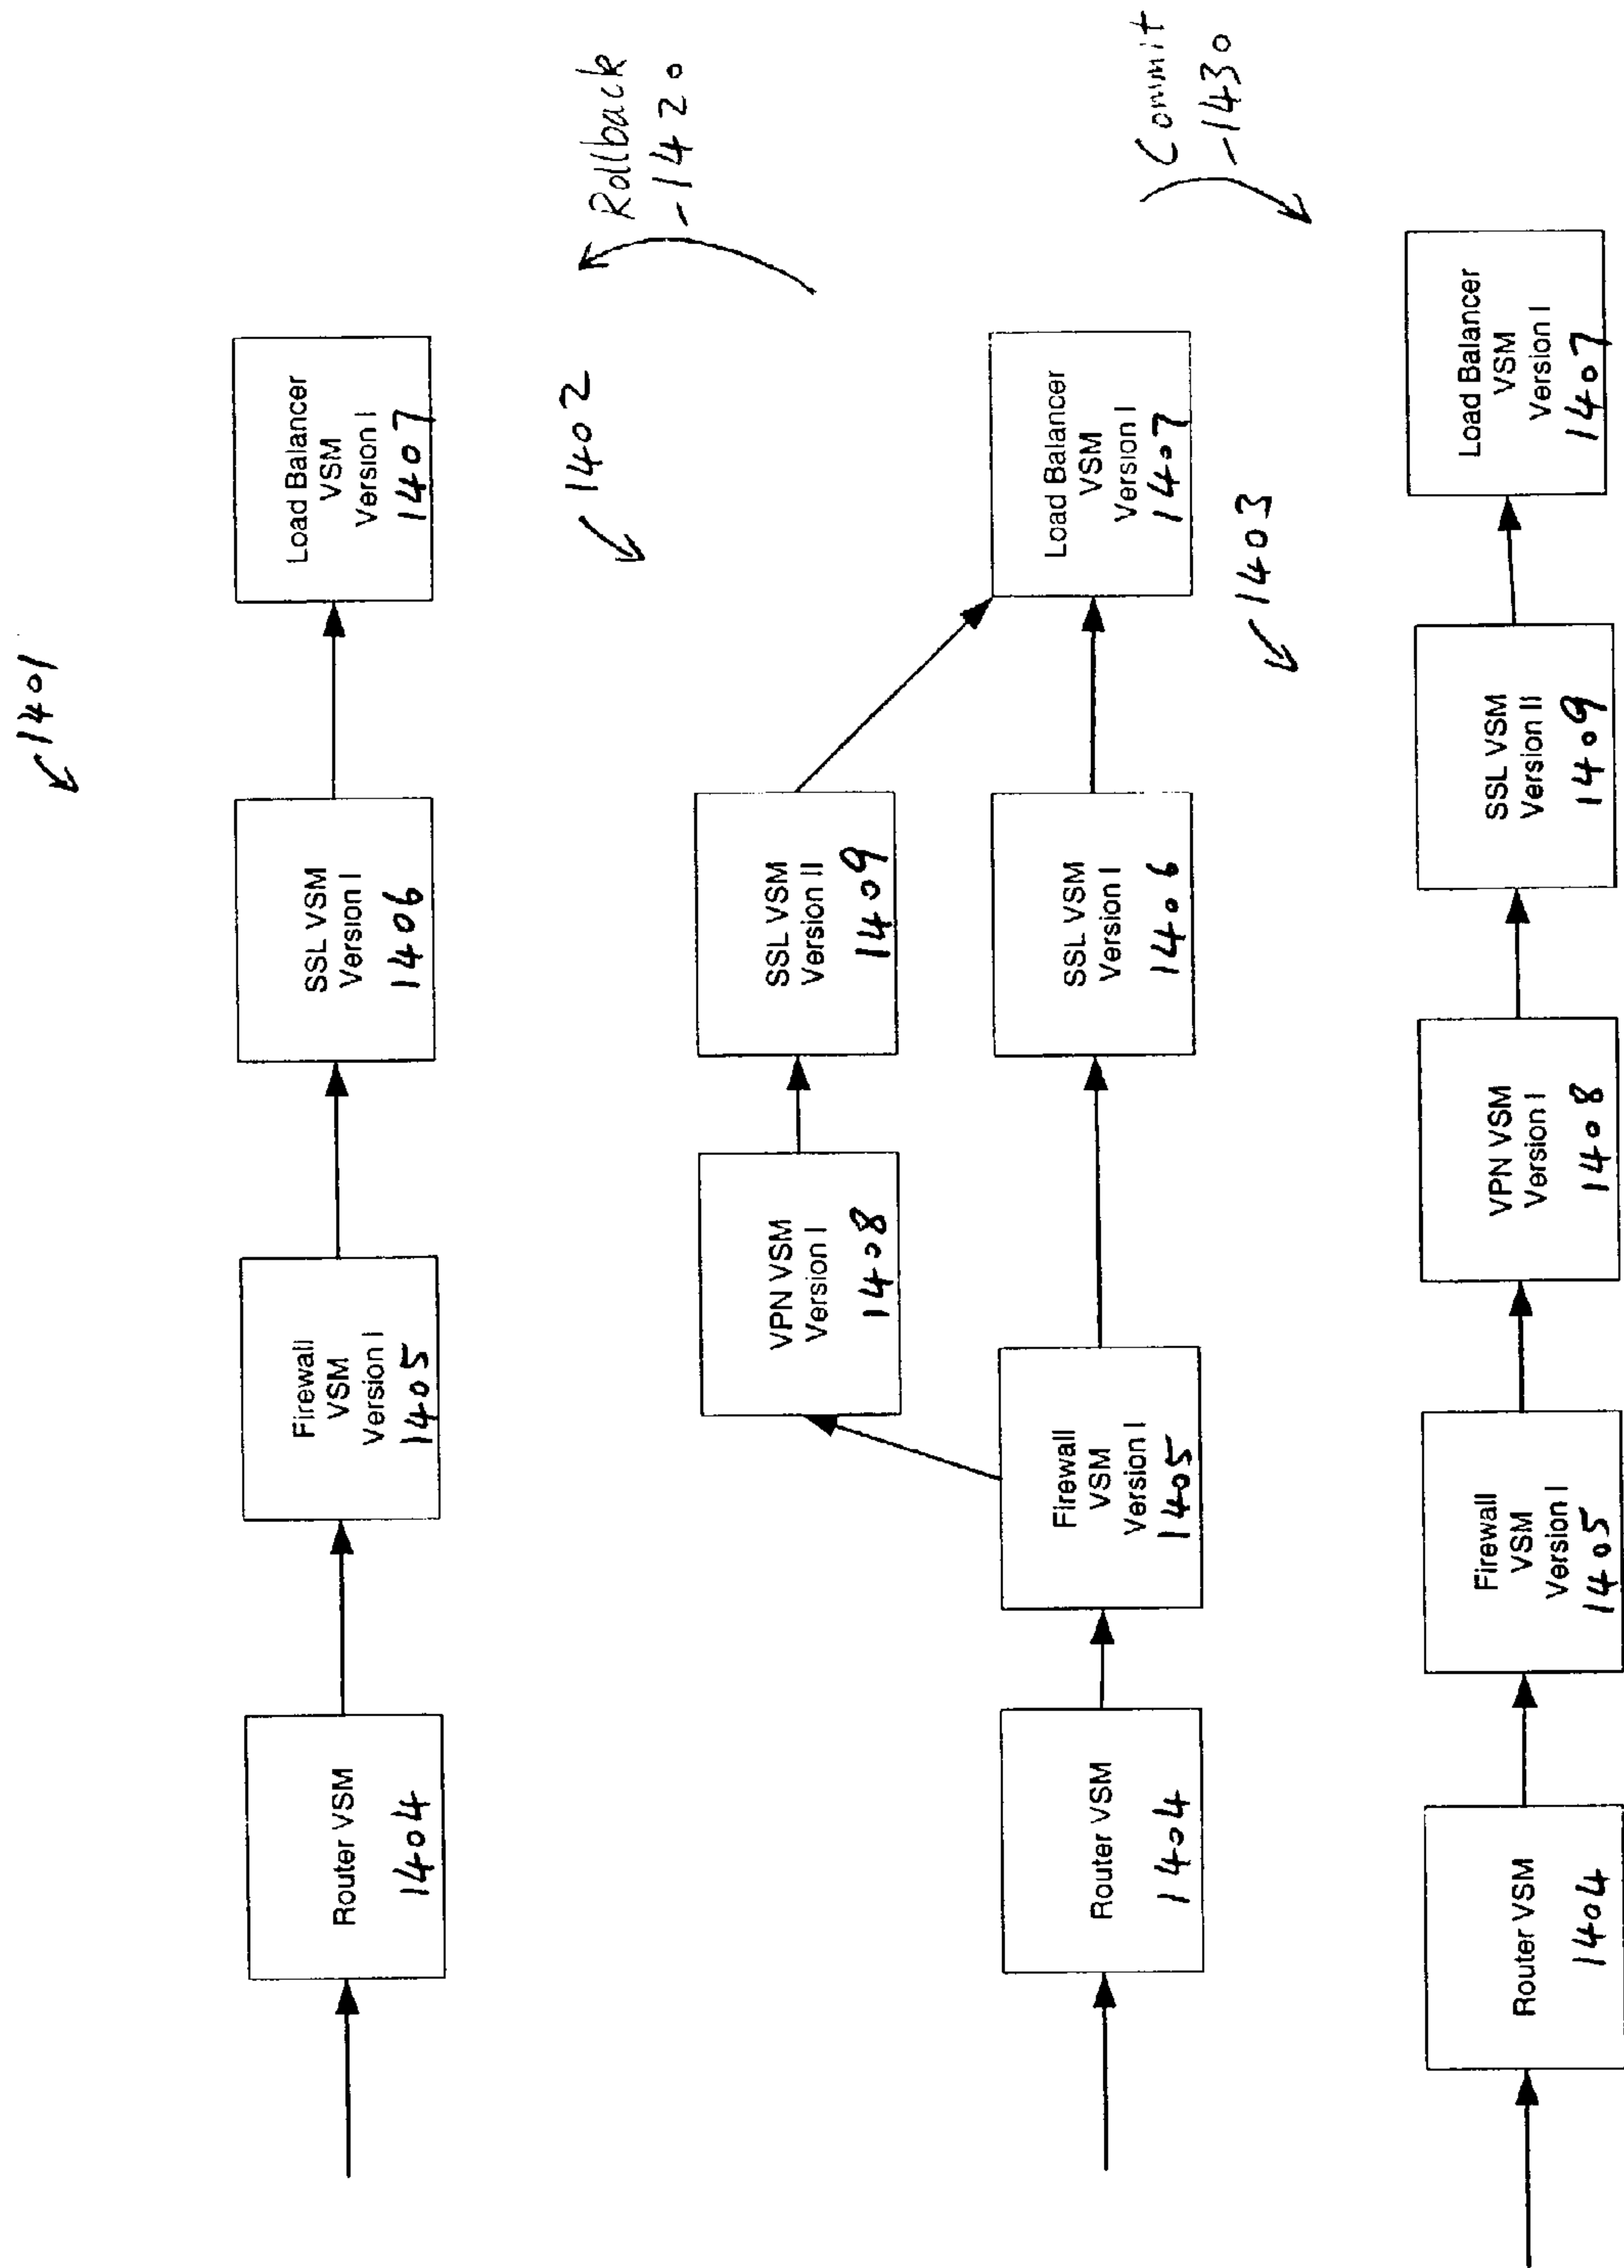 1401
Router VSM
1404
Firewall
VSM
Version I
1405
SSL VSM
Version I
1406
Load Balancer
VSM
Version I
1407
1402
Rollback
-1420
VPN VSM
Version I
1408
SSL VSM
Version II
1409
Router VSM
1404
Firewall
VSM
Version I
1405
SSL VSM
Version I
1406
Load Balancer
VSM
Version I
1407
1403
Commit
-1430
Router VSM
1404
Firewall
VSM
Version I
1405
VPN VSM
Version I
1408
SSL VSM
Version II
1409
Load Balancer
VSM
Version I
1407